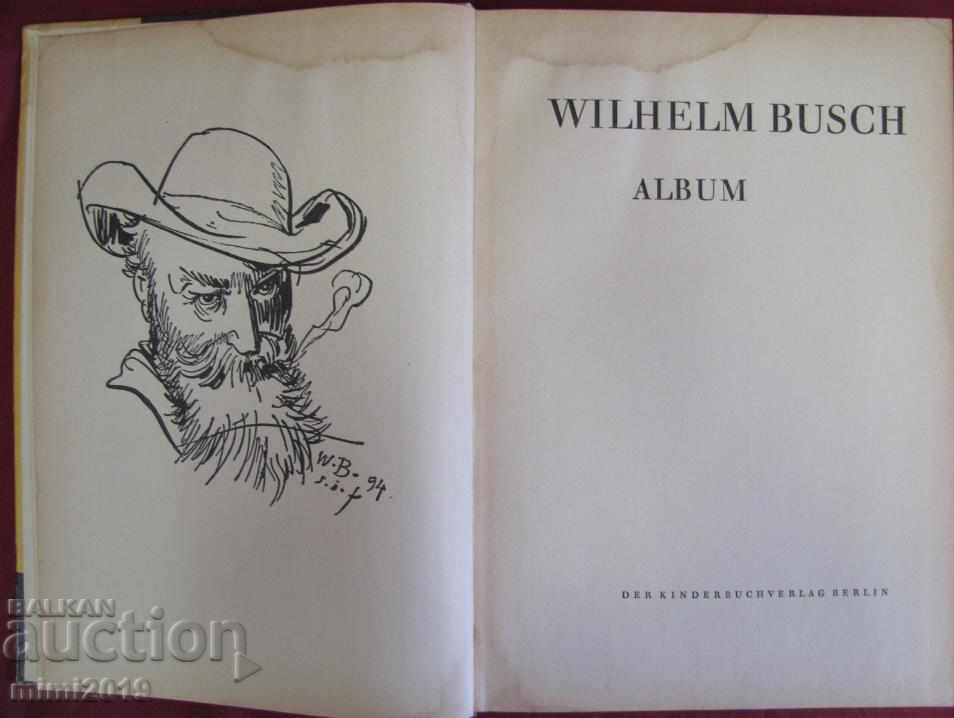 W.B. 94.
s. i. f
WILHELM BUSCH
ALBUM
DER KINDERBUCHVERLAG BERLIN
BALKAN
auction
mimi2019